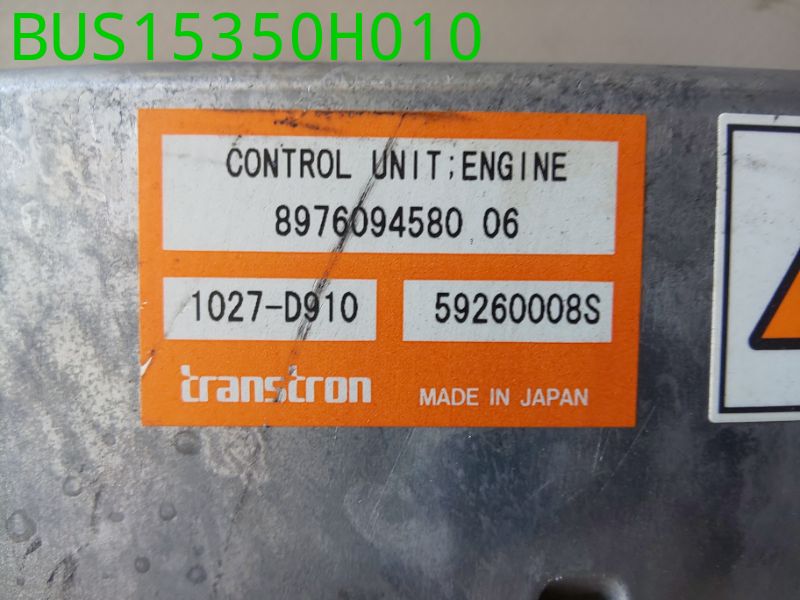 BUS15350H010
CONTROL UNIT;ENGINE
8976094580 06
1027-D910
59260008S
transtron
MADE IN JAPAN